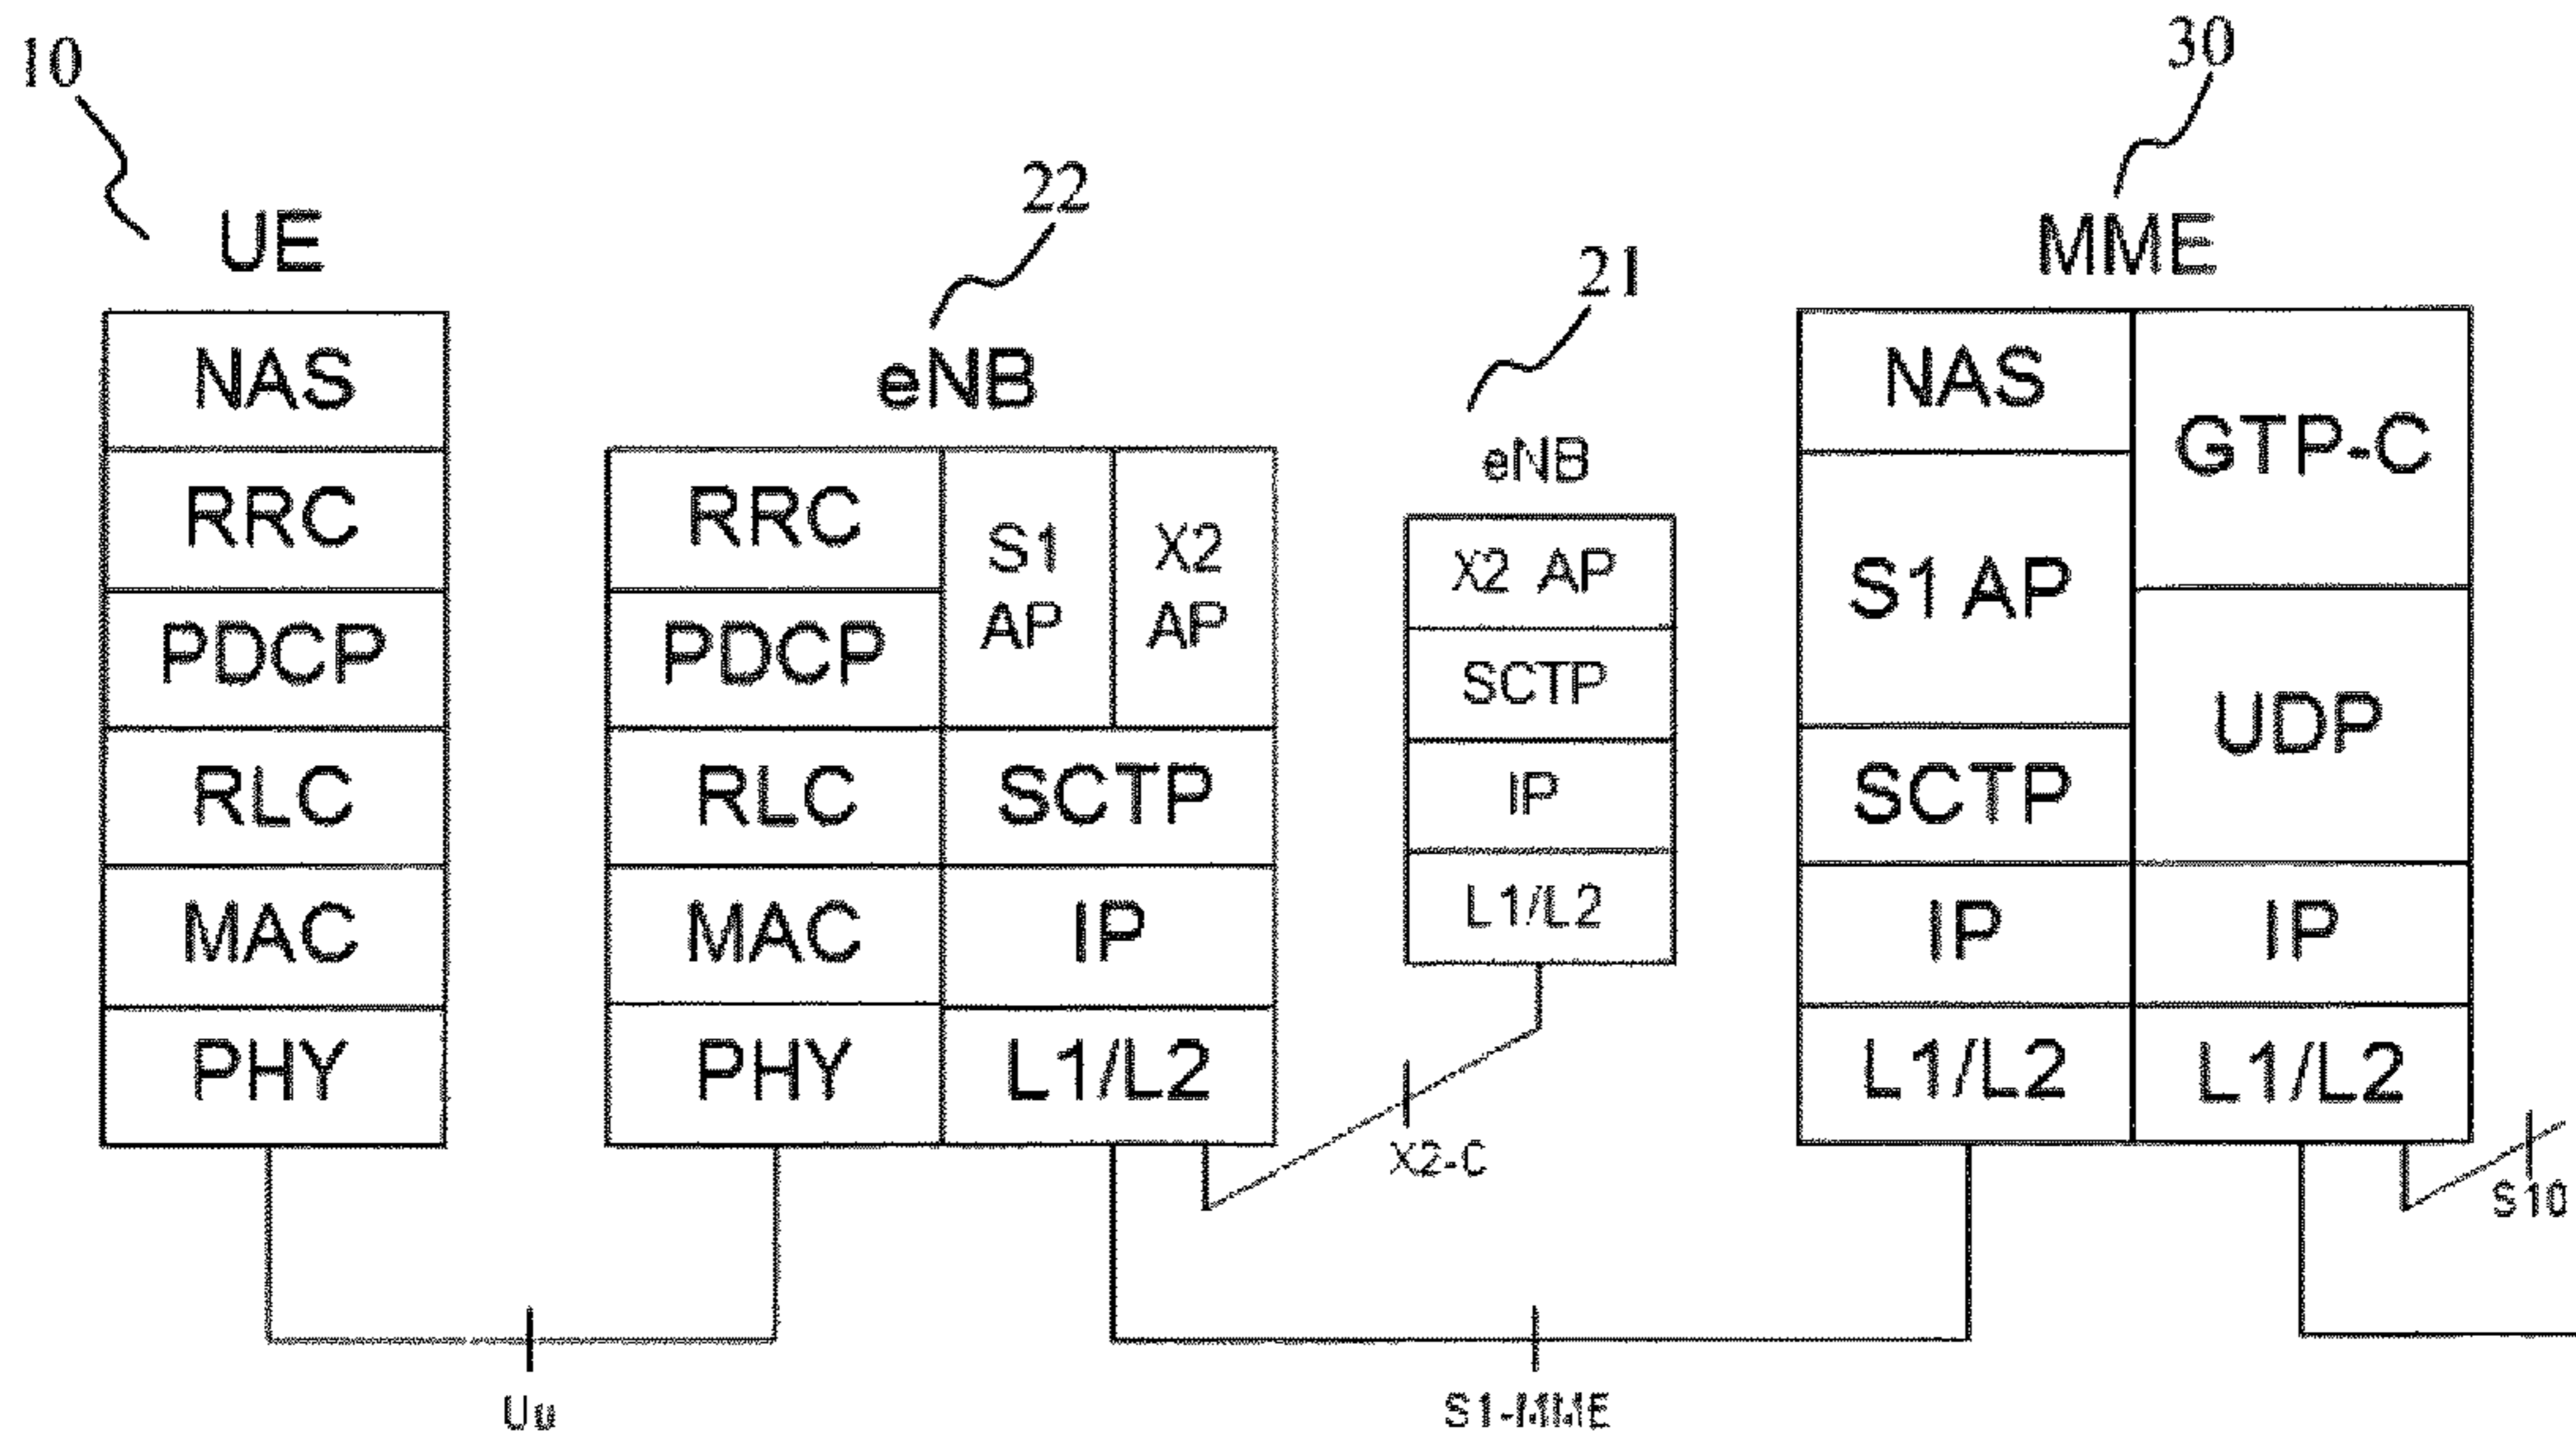 10
UE
NAS
RRC
PDCP
RLC
MAC
PHY
22
eNB
RRC
PDCP
RLC
MAC
PHY
S1
AP
X2
AP
SCTP
IP
L1/L2
21
eNB
X2 AP
SCTP
IP
L1/L2
30
MME
NAS
S1 AP
SCTP
IP
L1/L2
GTP-C
UDP
IP
L1/L2
X2-C
S10
Uu
S1-MME